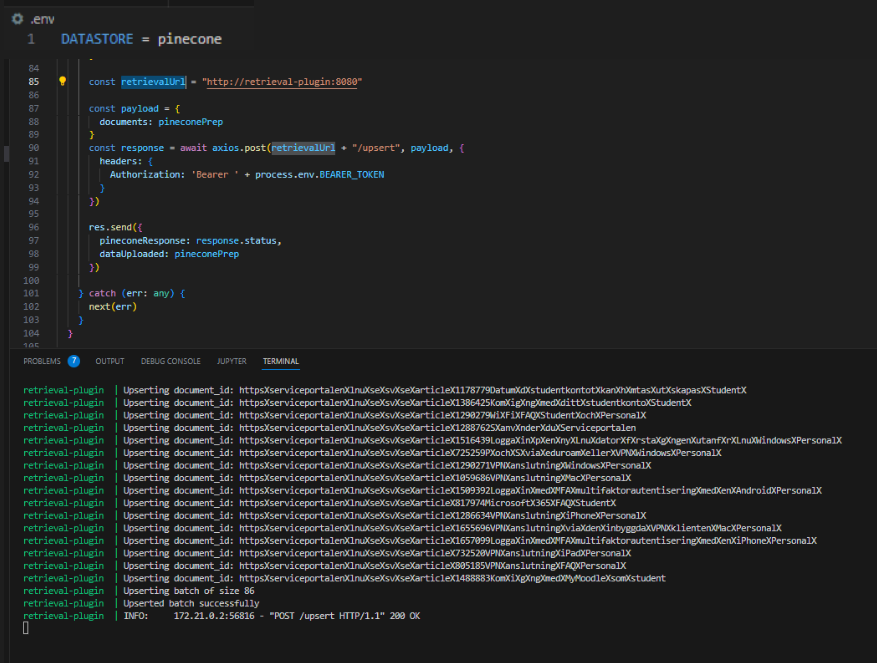 .env
1 DATASTORE = pinecone
84
85 const retrievalUrl = "http://retrieval-plugin:8080"
86
87 const payload = {
88 documents: pineconePrep
89 }
90 const response = await axios.post(retrievalUrl + "/upsert", payload, {
91 headers: {
92 Authorization: 'Bearer ' + process.env.BEARER_TOKEN
93 }
94 })
95
96 res.send({
97 pineconeResponse: response.status,
98 dataUploaded: pineconePrep
99 })
100
101 } catch (err: any) {
102 next(err)
103 }
104 }
105
PROBLEMS 7 OUTPUT DEBUG CONSOLE JUPYTER TERMINAL
retrieval-plugin | Upserting document_id: httpsXserviceportalenXlnuXseXsvXseXarticleX1178779DatumXdXstudentkontotXkanXhXmtasXutXskapasXStudentX
retrieval-plugin | Upserting document_id: httpsXserviceportalenXlnuXseXsvXseXarticleX1386425KomXigXngXmedXdittXstudentkontoXStudentX
retrieval-plugin | Upserting document_id: httpsXserviceportalenXlnuXseXsvXseXarticleX1290279WiXFiXFAQXStudentXochXPersonalX
retrieval-plugin | Upserting document_id: httpsXserviceportalenXlnuXseXsvXseXarticleX1288762SXanvXnderXduXServiceportalen
retrieval-plugin | Upserting document_id: httpsXserviceportalenXlnuXseXsvXseXarticleX1516439LoggaXinXpXenXnyXLnuXdatorXfXrstaXgXngenXutanfXrXLnuXWindowsXPersonalX
retrieval-plugin | Upserting document_id: httpsXserviceportalenXlnuXseXsvXseXarticleX725259PXochXSXviaXeduroamXellerXVPNXWindowsXPersonalX
retrieval-plugin | Upserting document_id: httpsXserviceportalenXlnuXseXsvXseXarticleX1290271VPNXanslutningXWindowsXPersonalX
retrieval-plugin | Upserting document_id: httpsXserviceportalenXlnuXseXsvXseXarticleX1059686VPNXanslutningXMacXPersonalX
retrieval-plugin | Upserting document_id: httpsXserviceportalenXlnuXseXsvXseXarticleX1509392LoggaXinXmedXMFAXmultifaktorautentiseringXmedXenXAndroidXPersonalX
retrieval-plugin | Upserting document_id: httpsXserviceportalenXlnuXseXsvXseXarticleX817974MicrosoftX365XFAQXStudentX
retrieval-plugin | Upserting document_id: httpsXserviceportalenXlnuXseXsvXseXarticleX1286634VPNXanslutningXiPhoneXPersonalX
retrieval-plugin | Upserting document_id: httpsXserviceportalenXlnuXseXsvXseXarticleX1655696VPNXanslutningXviaXdenXinbyggdaXVPNXklientenXMacXPersonalX
retrieval-plugin | Upserting document_id: httpsXserviceportalenXlnuXseXsvXseXarticleX1657099LoggaXinXmedXMFAXmultifaktorautentiseringXmedXenXiPhoneXPersonalX
retrieval-plugin | Upserting document_id: httpsXserviceportalenXlnuXseXsvXseXarticleX732520VPNXanslutningXiPadXPersonalX
retrieval-plugin | Upserting document_id: httpsXserviceportalenXlnuXseXsvXseXarticleX805185VPNXanslutningXFAQXPersonalX
retrieval-plugin | Upserting document_id: httpsXserviceportalenXlnuXseXsvXseXarticleX1488883KomXiXgXngXmedXMyMoodleXsomXstudent
retrieval-plugin | Upserting batch of size 86
retrieval-plugin | Upserted batch successfully
retrieval-plugin | INFO: 172.21.0.2:56816 - "POST /upsert HTTP/1.1" 200 OK